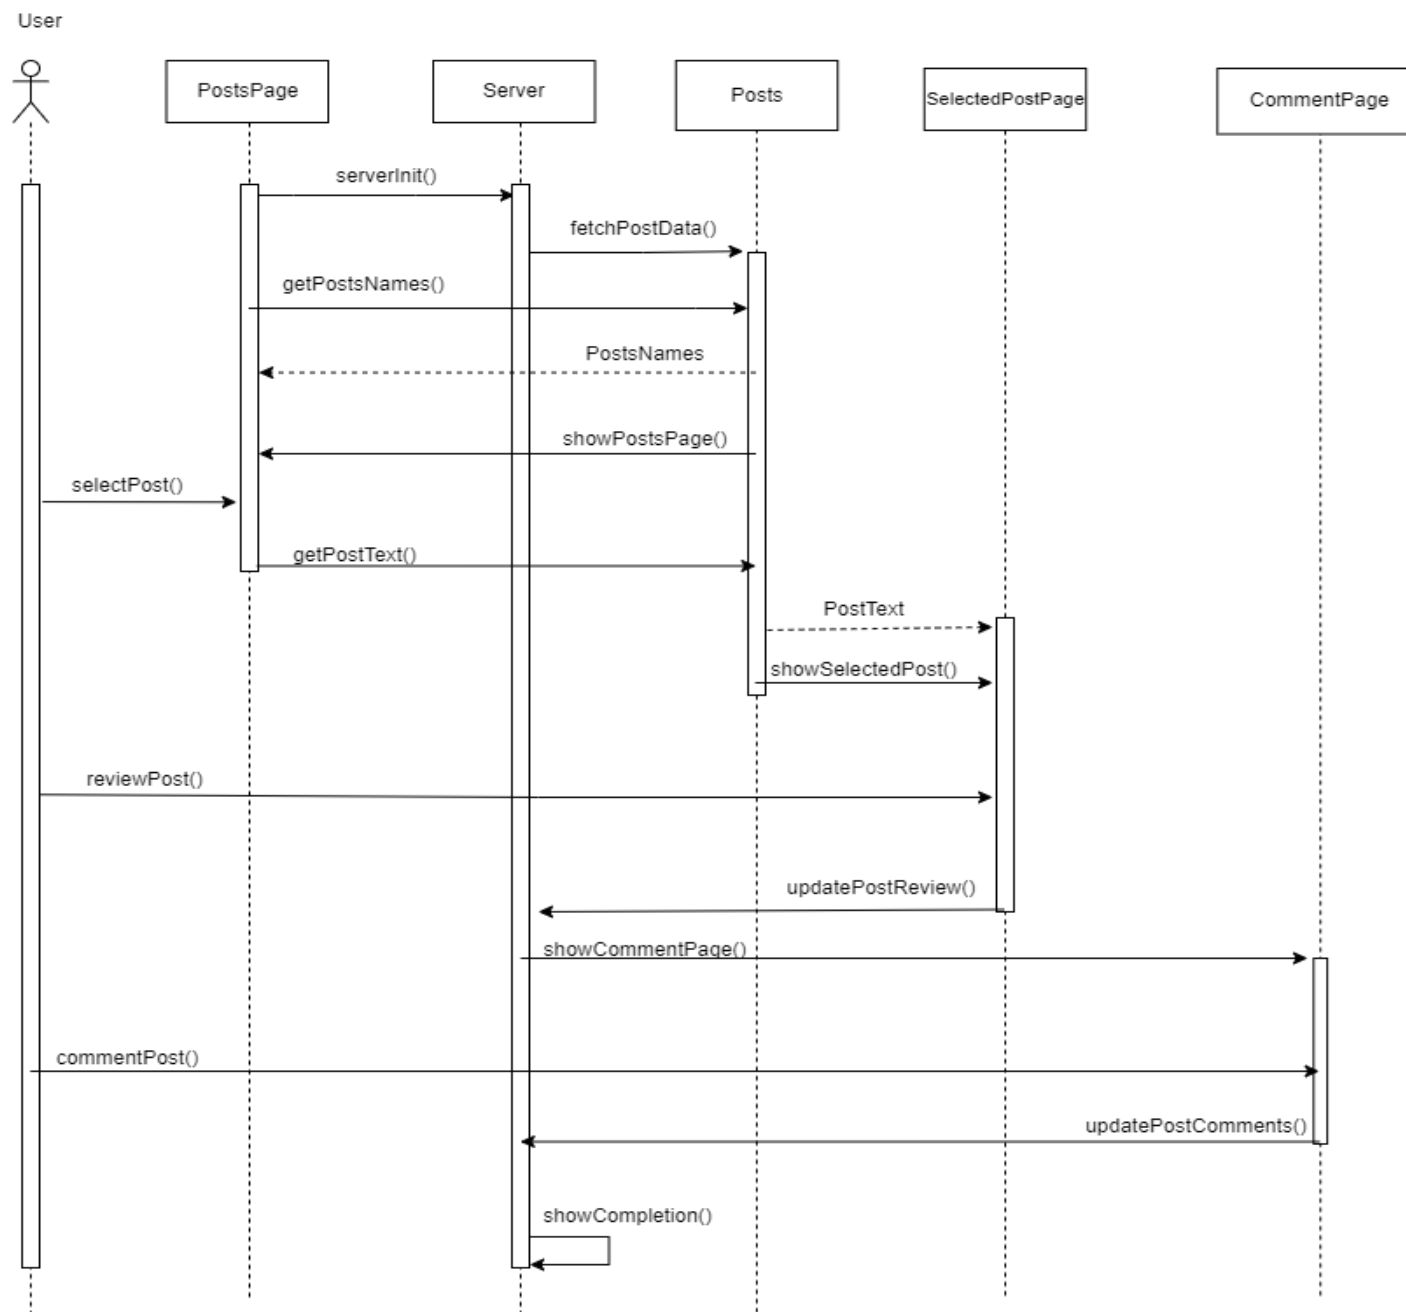 User
PostsPage
Server
Posts
SelectedPostPage
CommentPage
serverInit()
fetchPostData()
getPostsNames()
PostsNames
showPostsPage()
selectPost()
getPostText()
PostText
showSelectedPost()
reviewPost()
updatePostReview()
showCommentPage()
commentPost()
updatePostComments()
showCompletion()